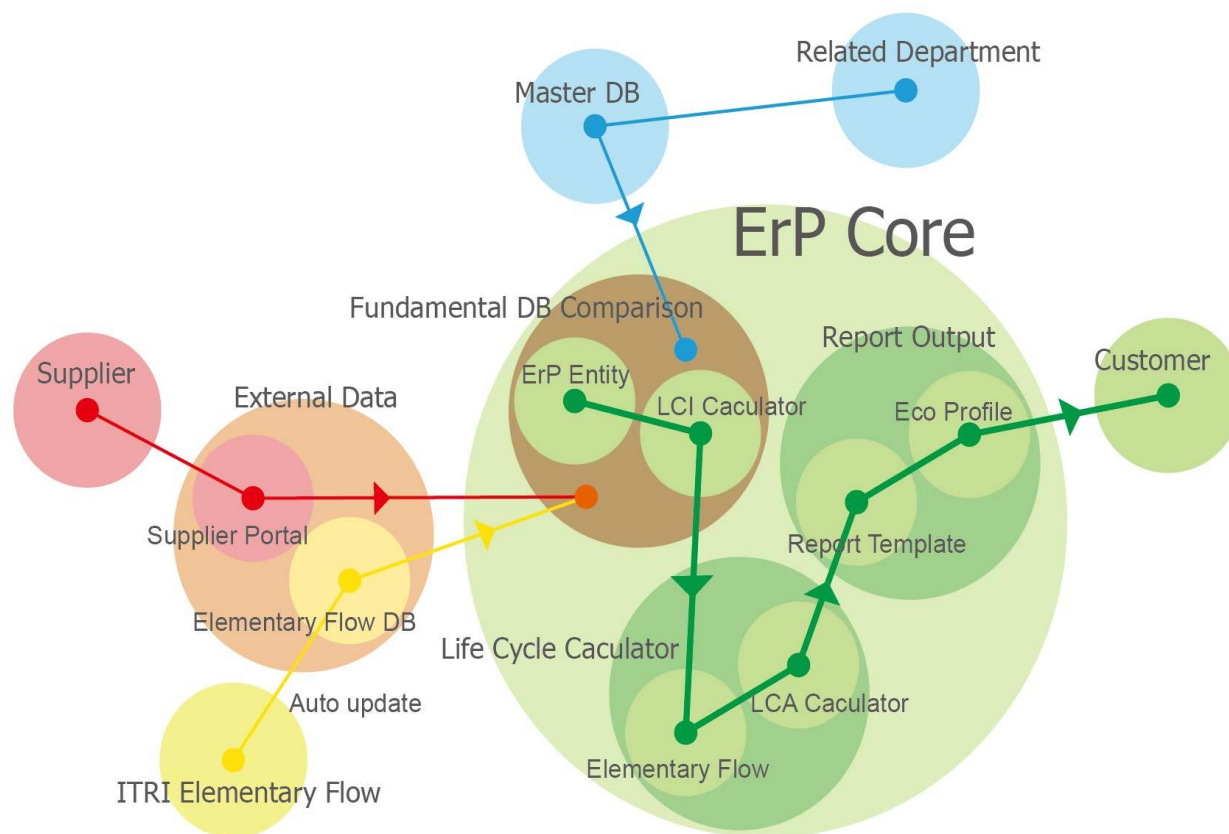 Related Department
Master DB
ErP Core
Fundamental DB Comparison
Report Output
Customer
Supplier
ErP Entity
External Data
LCI Caculator
Eco Profile
Supplier Portal
Report Template
Elementary Flow DB
Life Cycle Caculator
Auto update
LCA Caculator
Elementary Flow
ITRI Elementary Flow